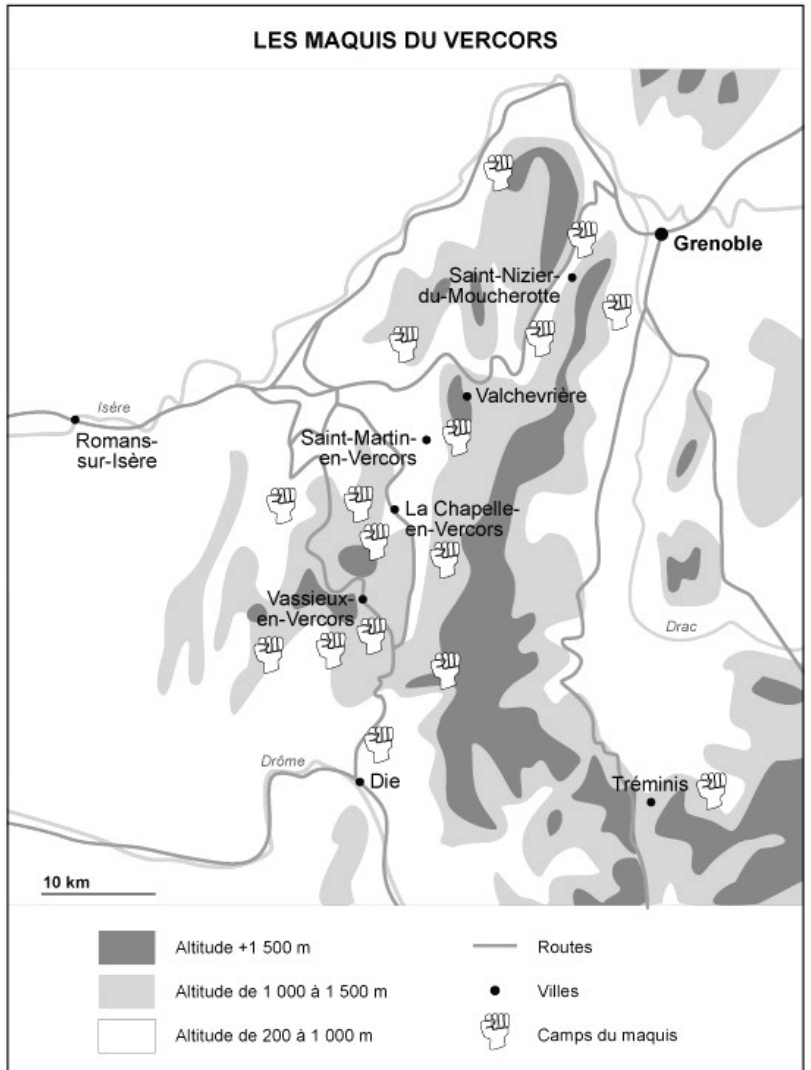 LES MAQUIS DU VERCORS
Grenoble
Saint-Nizier-
du-Moucherotte
Isère
Romans-
sur-Isère
Valchevrière
Saint-Martin-
en-Vercors
La Chapelle-
en-Vercors
Vassieux-
en-Vercors
Drac
Drôme
Die
Tréminis
10 km
Altitude +1 500 m
Altitude de 1 000 à 1 500 m
Altitude de 200 à 1 000 m
Routes
Villes
Camps du maquis